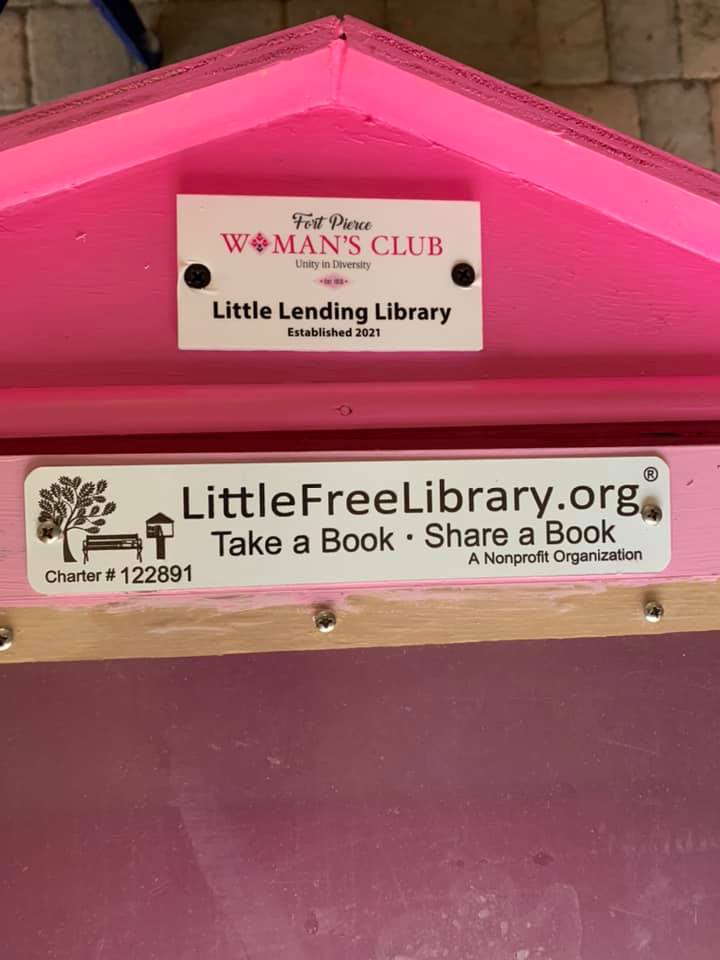 Fort Pierce
WOMAN'S CLUB
Unity in Diversity
Little Lending Library
Established 2021
LittleFreeLibrary.org®
Take a Book · Share a Book
A Nonprofit Organization
Charter # 122891